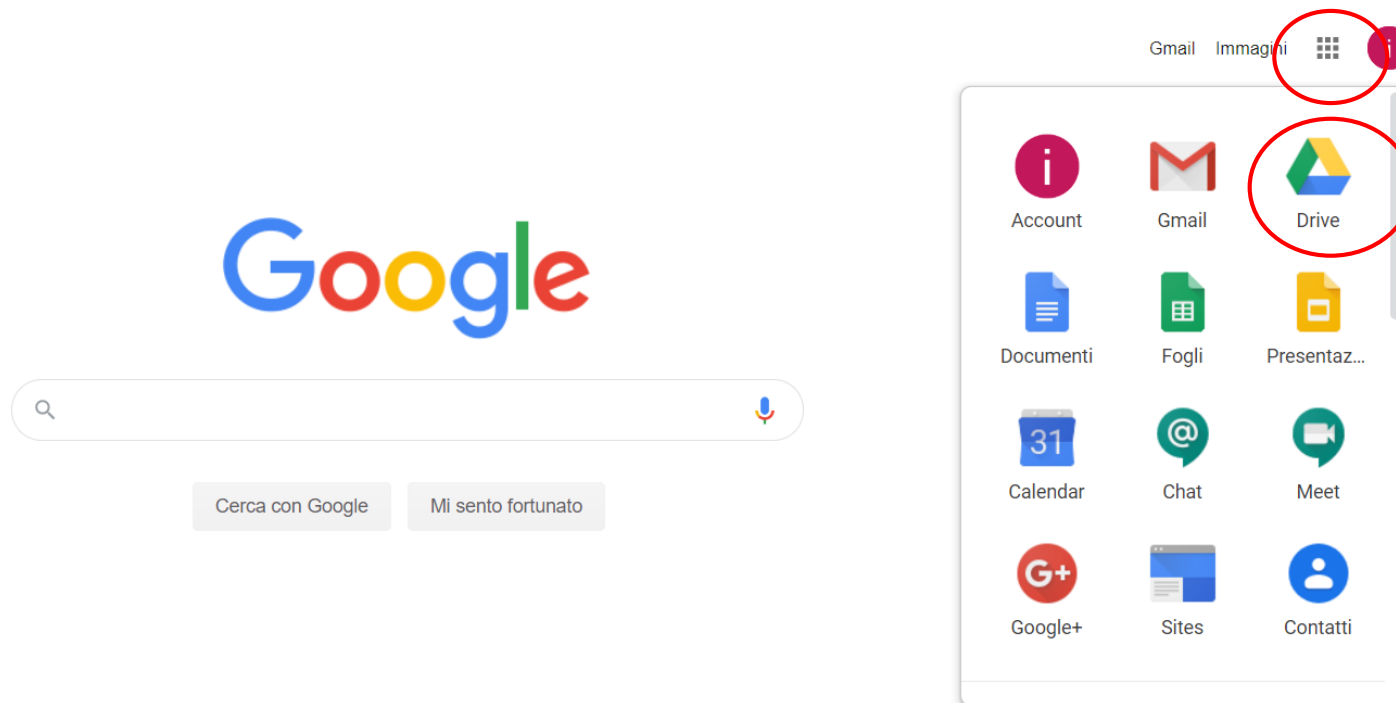 Gmail Immagini
i
i
Account Gmail Drive
Google
Documenti Fogli Presentaz...
31 @
Calendar Chat Meet
Cerca con Google Mi sento fortunato
G+
Google+ Sites Contatti